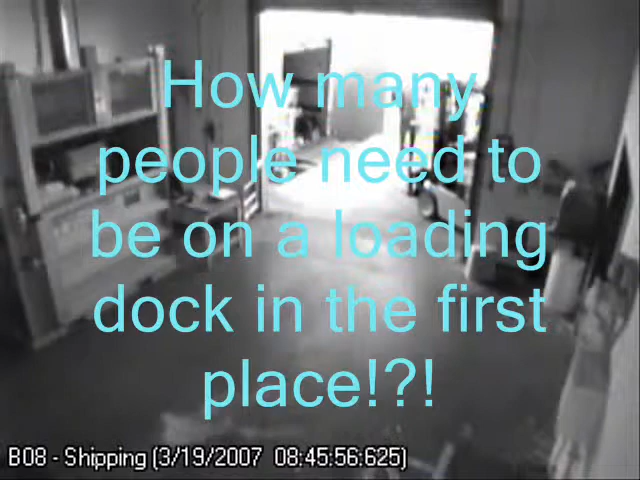 How many
people need to
be on a loading
dock in the first
place!?!
B08 - Shipping (3/19/2007 08:45:56:625)